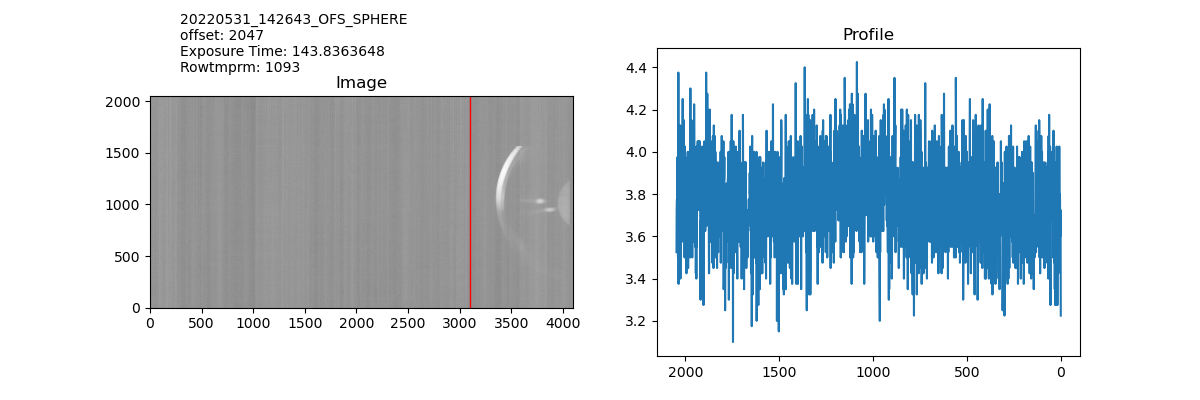 20220531_142643_OFS_SPHERE
offset: 2047
Exposure Time: 143.8363648
Rowtmprm: 1093
Image
2000
1500
1000
500
0
0 500 1000 1500 2000 2500 3000 3500 4000
Profile
4.4
4.2
4.0
3.8
3.6
3.4
3.2
2000 1500 1000 500 0